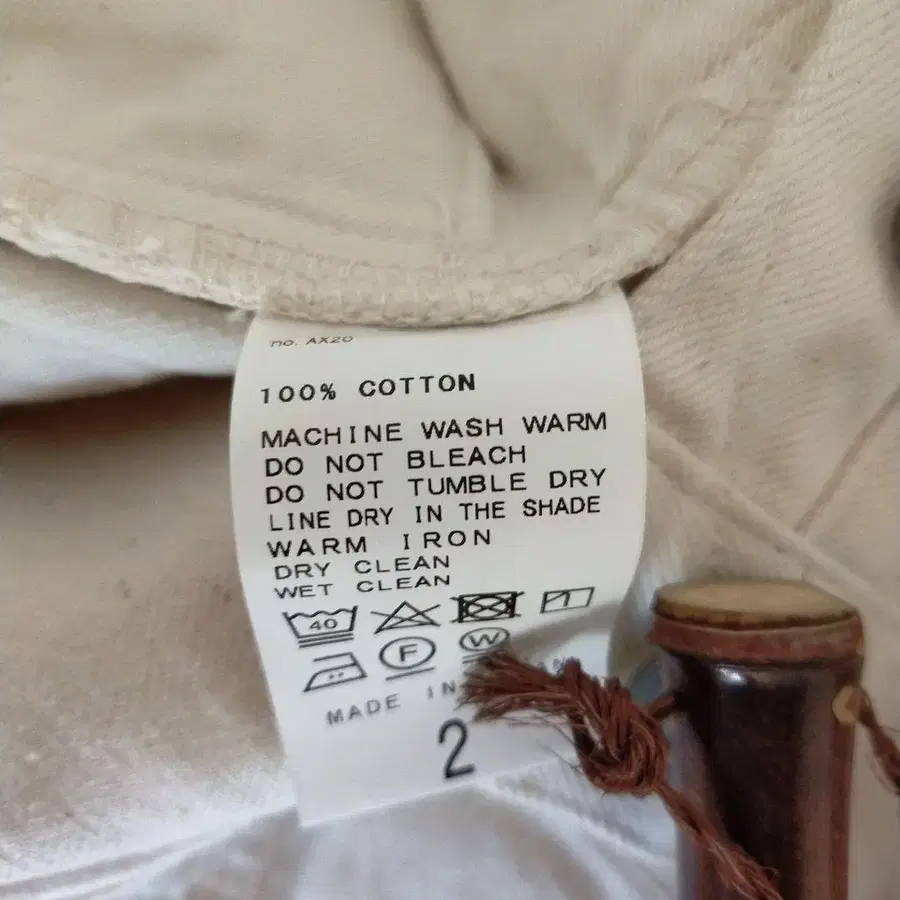 no. AX20
100% COTTON
MACHINE WASH WARM
DO NOT BLEACH
DO NOT TUMBLE DRY
LINE DRY IN THE SHADE
WARM IRON
DRY CLEAN
WET CLEAN
40 1
F W
MADE IN
2